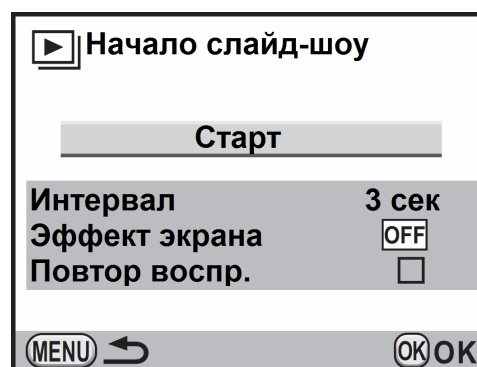 Начало слайд-шоу
Старт
Интервал 3 сек
Эффект экрана OFF
Повтор воспр.
MENU OK OK